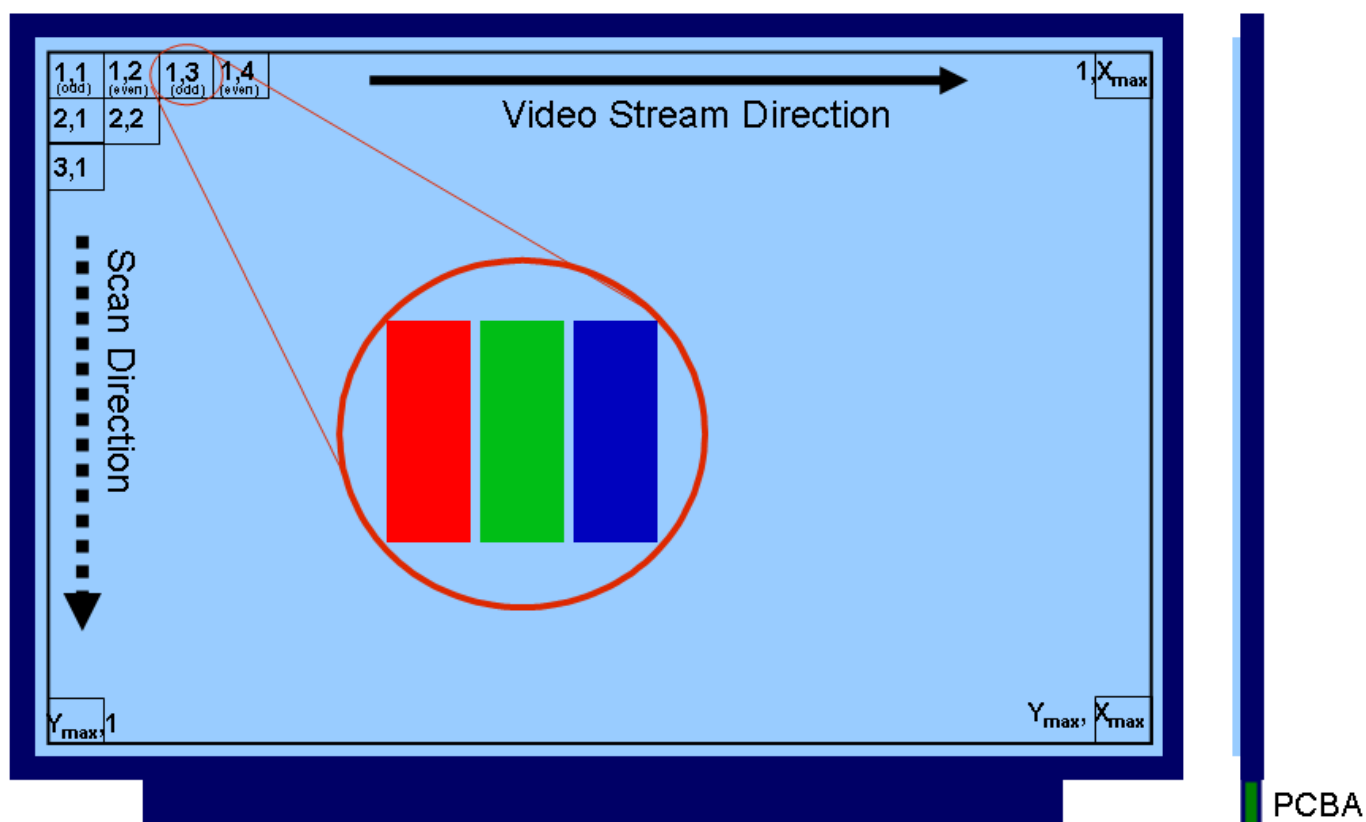 1,1 1,2 1,3 1,4 1,Xmax
(odd) (even) (odd) (even)
Video Stream Direction
2,1 2,2
3,1
Scan Direction
Ymax,1 Ymax, Xmax
PCBA